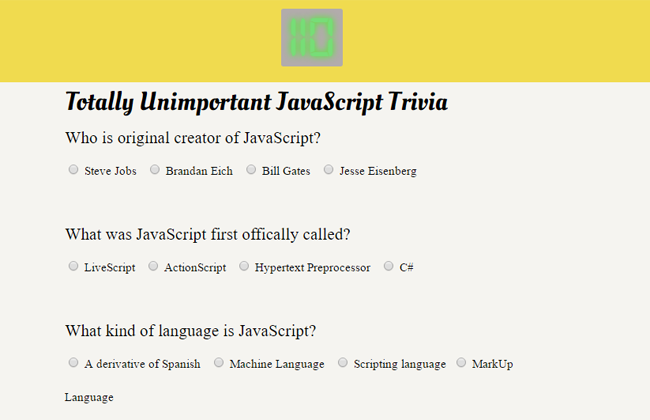 110
Totally Unimportant JavaScript Trivia
Who is original creator of JavaScript?
Steve Jobs Brandan Eich Bill Gates Jesse Eisenberg
What was JavaScript first offically called?
LiveScript ActionScript Hypertext Preprocessor C#
What kind of language is JavaScript?
A derivative of Spanish Machine Language Scripting language MarkUp
Language